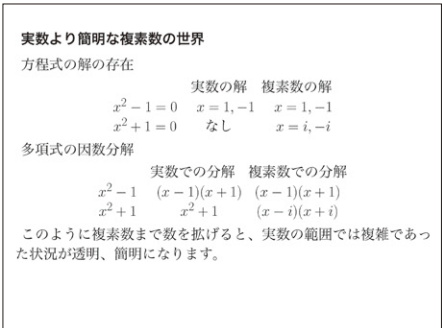 実数より簡明な複素数の世界
方程式の解の存在
実数の解 複素数の解
x² − 1 = 0 x = 1, −1 x = 1, −1
x² + 1 = 0 なし x = i, −i
多項式の因数分解
実数での分解 複素数での分解
x² − 1 (x − 1)(x + 1) (x − 1)(x + 1)
x² + 1 x² + 1 (x − i)(x + i)
このように複素数まで数を拡げると、実数の範囲では複雑であっ
た状況が透明、簡明になります。